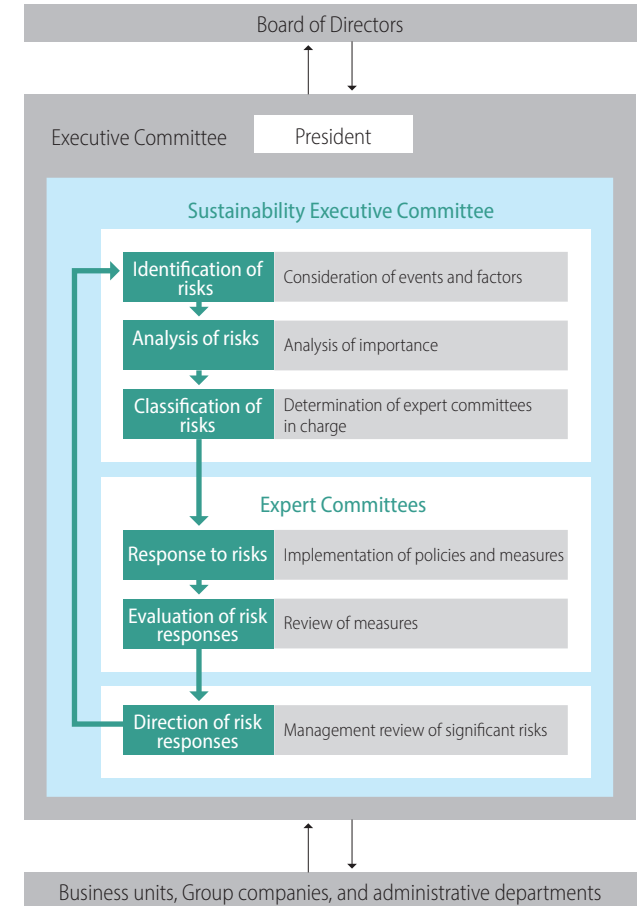 Board of Directors
Executive Committee
President
Sustainability Executive Committee
Identification of
risks
Consideration of events and factors
Analysis of risks
Analysis of importance
Classification of
risks
Determination of expert committees
in charge
Expert Committees
Response to risks
Implementation of policies and measures
Evaluation of risk
responses
Review of measures
Direction of risk
responses
Management review of significant risks
Business units, Group companies, and administrative departments